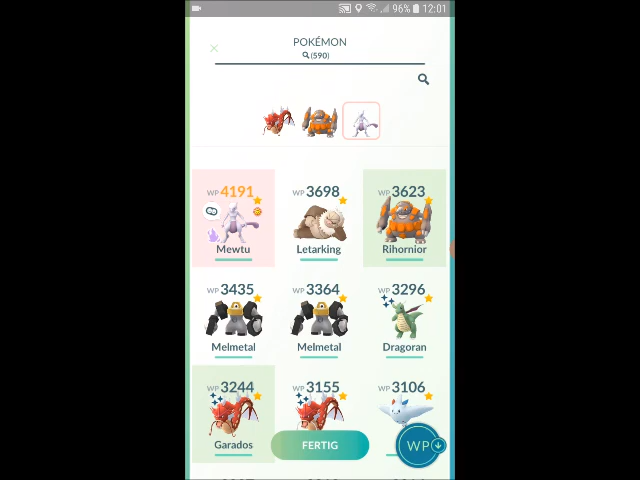 96% 12:01
POKÉMON
(590)
WP 4191 WP 3698 WP 3623
Mewtu Letarking Rihornior
3435 3364 3296
WP WP WP
Melmetal Melmetal Dragoran
WP 3244 WP 3155 WP 3106
Garados
FERTIG
WP